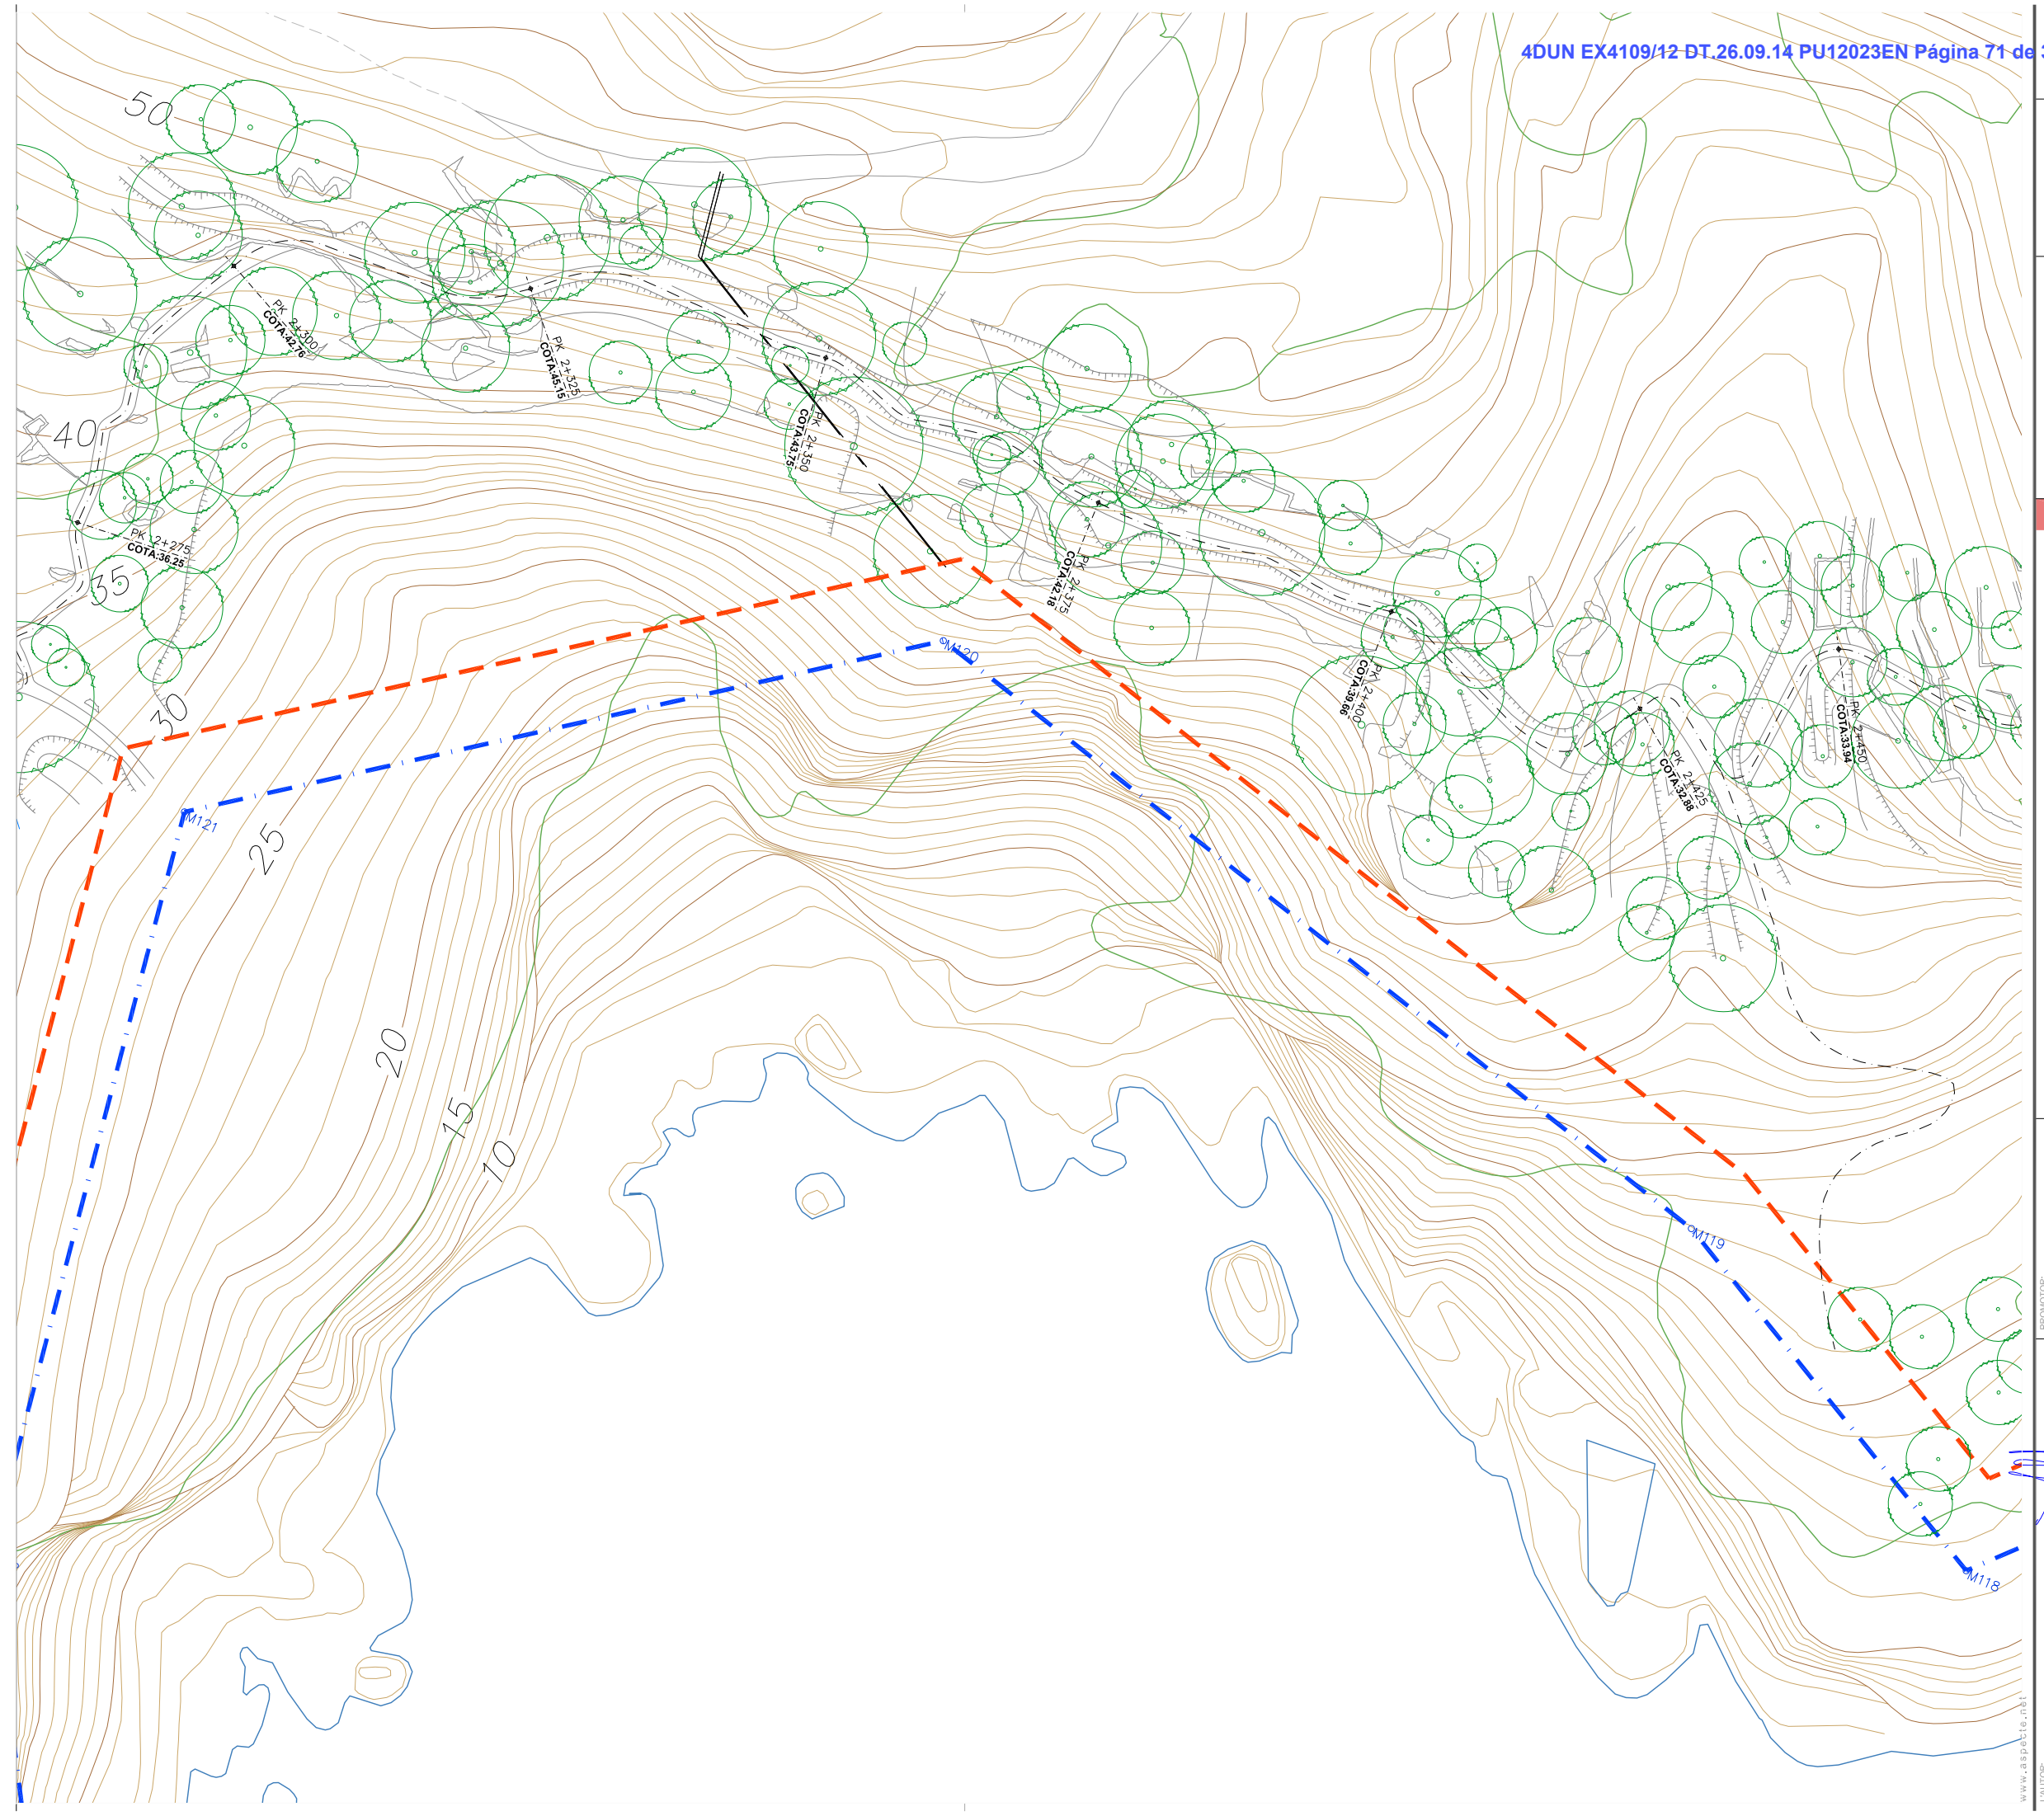 4DUN EX4109/12 DT.26.09.14 PU12023EN Página 71 de
50
PK 2+300
COTA:42.76
PK 2+325
COTA:45.15
40
PK 2+350
COTA:43.75
PK 2+275
COTA:36.25
35
PK 2+375
COTA:42.18
M120
30
PK 2+400
COTA:39.66
PK 2+450
COTA:33.94
PK 2+425
COTA:32.88
M121
25
20
15
10
M119
PROMOTOR:
M118
www.aspecte.net
AUTOR: